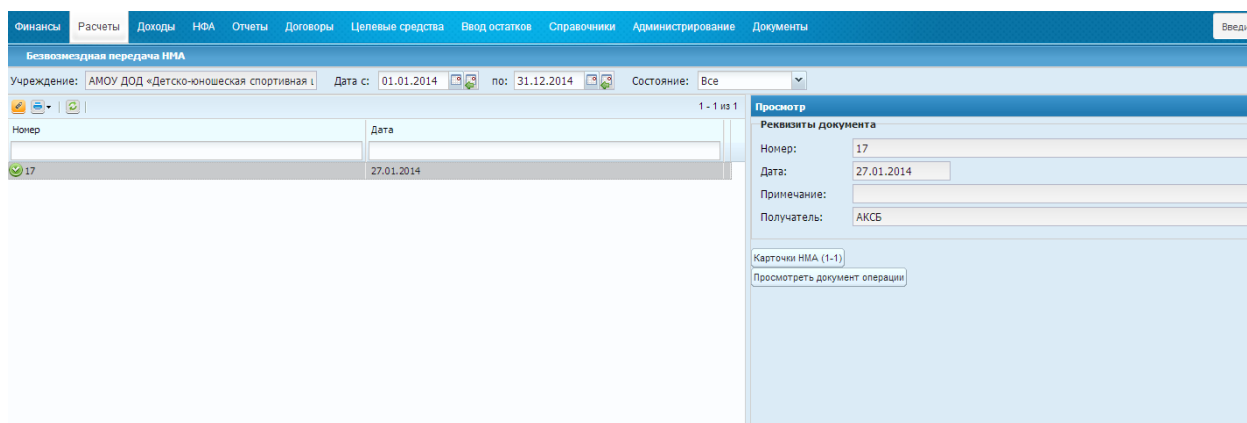 Финансы Расчеты Доходы НФА Отчеты Договоры Целевые средства Ввод остатков Справочники Администрирование Документы
Безвозмездная передача НМА
Учреждение: АМОУ ДОД «Детско-юношеская спортивная Дата с: 01.01.2014 по: 31.12.2014 Состояние: Все
1 - 1 из 1
Просмотр
Реквизиты документа
Номер Дата
Номер: 17
17 27.01.2014
Дата: 27.01.2014
Примечание:
Получатель: АКСБ
Карточки НМА (1-1)
Просмотреть документ операции